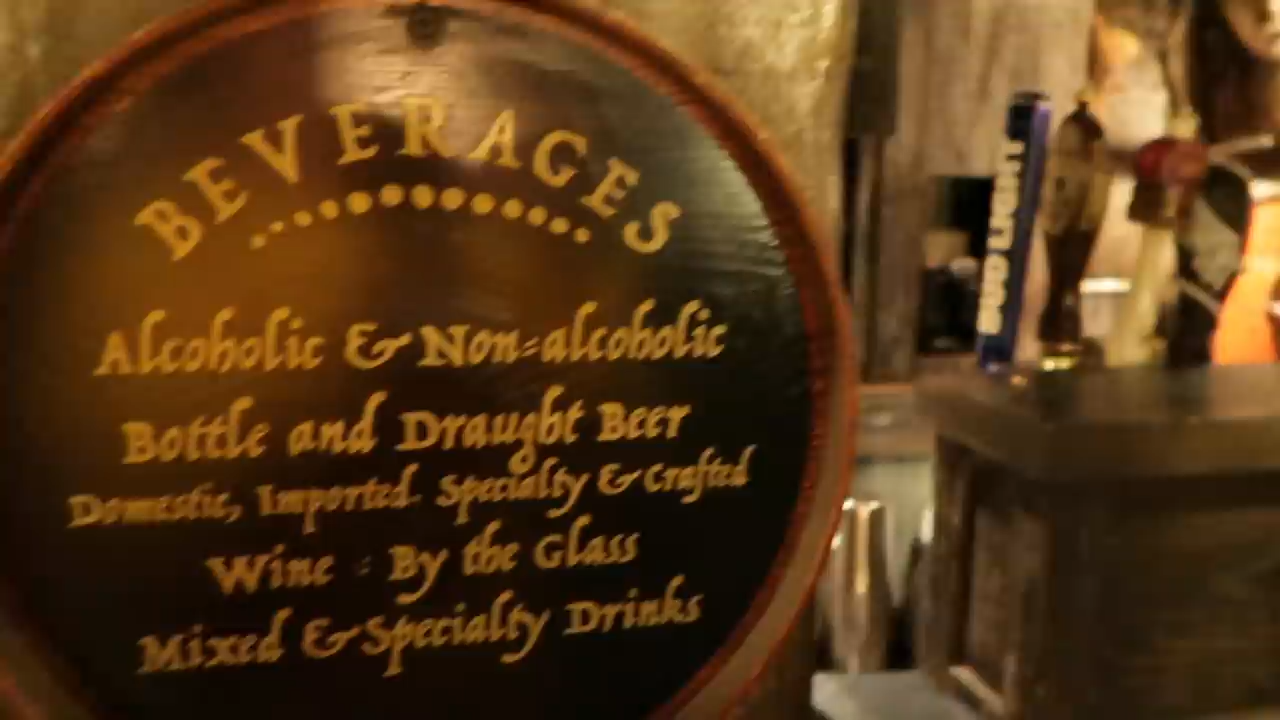 BEVERAGES
Alcoholic & Non=alcoholic
Bottle and Draught Beer
Domestic, Imported. Specialty & Crafted
Wine : By the Glass
Mixed & Specialty Drinks
BUD LIGHT